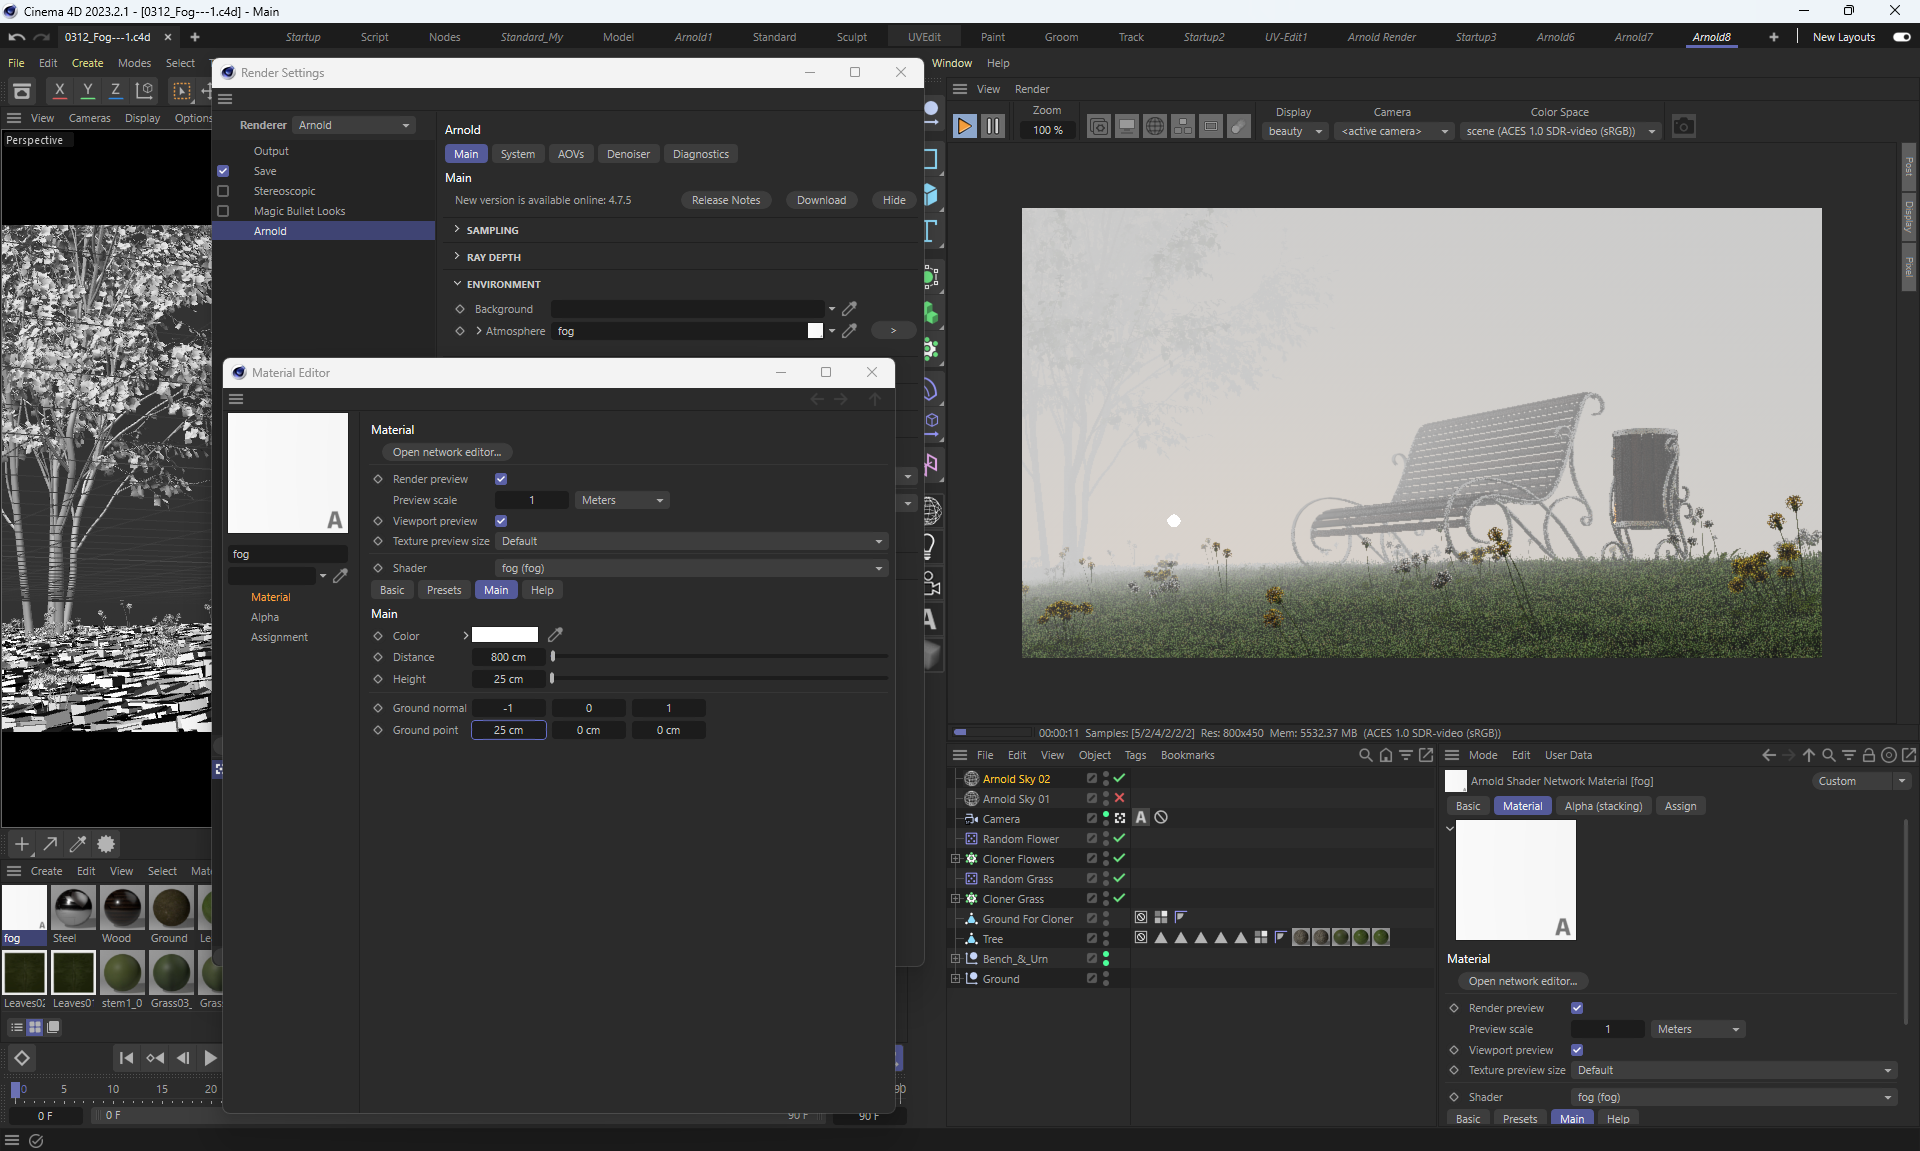 Cinema 4D 2023.2.1 - [0312_Fog---1.c4d] - Main
0312_Fog---1.c4d
Startup Script Nodes Standard_My Model Arnold1 Standard Sculpt UVEdit Paint Groom Track Startup2 UV-Edit1 Arnold Render Startup3 Arnold6 Arnold7 Arnold8 New Layouts
File Edit Create Modes Select
Window Help
X Y Z
View Cameras Display Options
Perspective
Render Settings
Renderer Arnold
Output
Save
Stereoscopic
Magic Bullet Looks
Arnold
Arnold
Main System AOVs Denoiser Diagnostics
Main
New version is available online: 4.7.5 Release Notes Download Hide
SAMPLING
RAY DEPTH
ENVIRONMENT
Background
Atmosphere fog >
Material Editor
A
fog
Material
Alpha
Assignment
Material
Open network editor...
Render preview
Preview scale 1 Meters
Viewport preview
Texture preview size Default
Shader fog (fog)
Basic Presets Main Help
Main
Color
Distance 800 cm
Height 25 cm
Ground normal -1 0 1
Ground point 25 cm 0 cm 0 cm
View Render
Zoom Display Camera Color Space
100 % beauty <active camera> scene (ACES 1.0 SDR-video (sRGB))
Post
Display
Pixel
00:00:11 Samples: [5/2/4/2/2/2] Res: 800x450 Mem: 5532.37 MB (ACES 1.0 SDR-video (sRGB))
File Edit View Object Tags Bookmarks
Arnold Sky 02
Arnold Sky 01
Camera A
Random Flower
Cloner Flowers
Random Grass
Cloner Grass
Ground For Cloner
Tree
Bench_&_Urn
Ground
Mode Edit User Data
Arnold Shader Network Material [fog] Custom
Basic Material Alpha (stacking) Assign
A
Material
Open network editor...
Render preview
Preview scale 1 Meters
Viewport preview
Texture preview size Default
Shader fog (fog)
Basic Presets Main Help
Create Edit View Select Mat
A
fog Steel Wood Ground Le
Leaves02 Leaves01 stem1_0 Grass03_ Gras
0 5 10 15 20 90
0 F 0 F 90 F 90 F